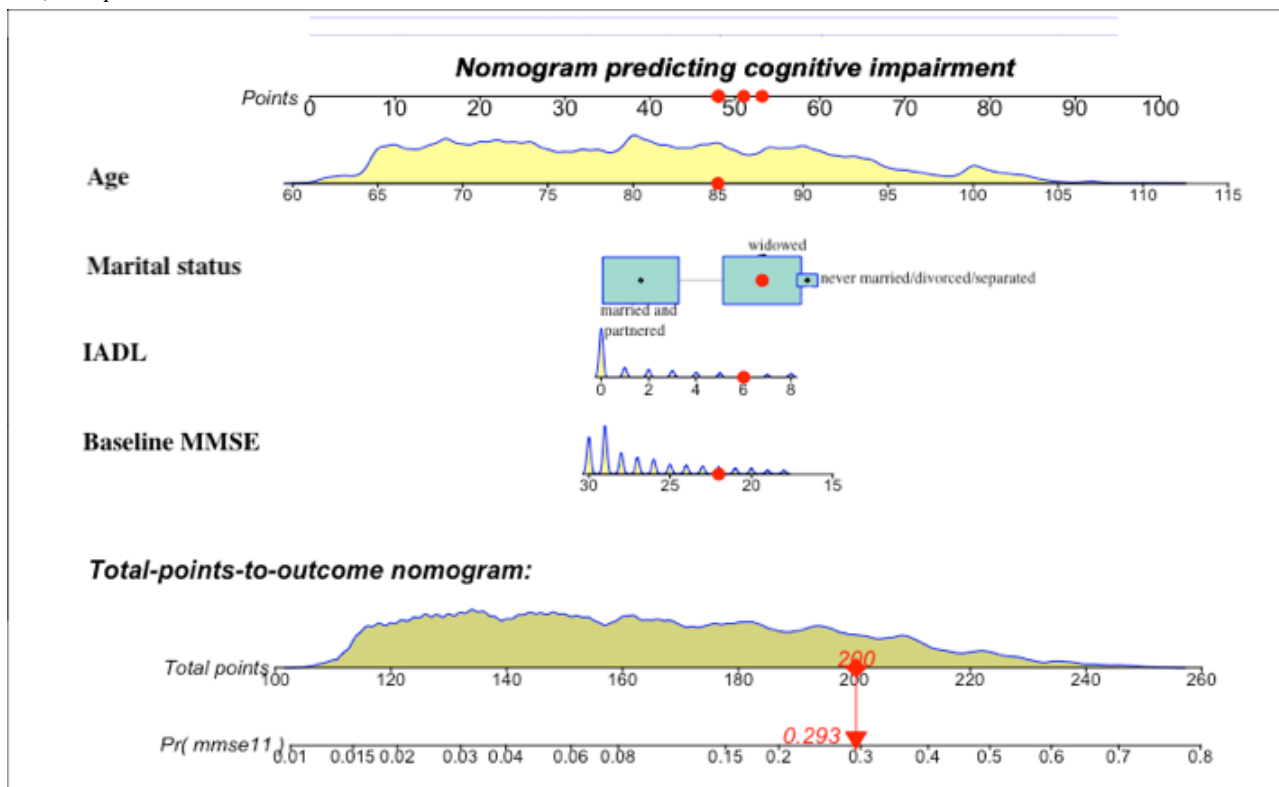 Nomogram predicting cognitive impairment
Points 0 10 20 30 40 50 60 70 80 90 100
Age
60 65 70 75 80 85 90 95 100 105 110 115
widowed
Marital status
never married/divorced/separated
married and
partnered
IADL
0 2 4 6 8
Baseline MMSE
30 25 20 15
Total-points-to-outcome nomogram:
200
Total points
100 120 140 160 180 200 220 240 260
0.293
Pr( mmse11 )
0.01 0.015 0.02 0.03 0.04 0.06 0.08 0.15 0.2 0.3 0.4 0.5 0.6 0.7 0.8